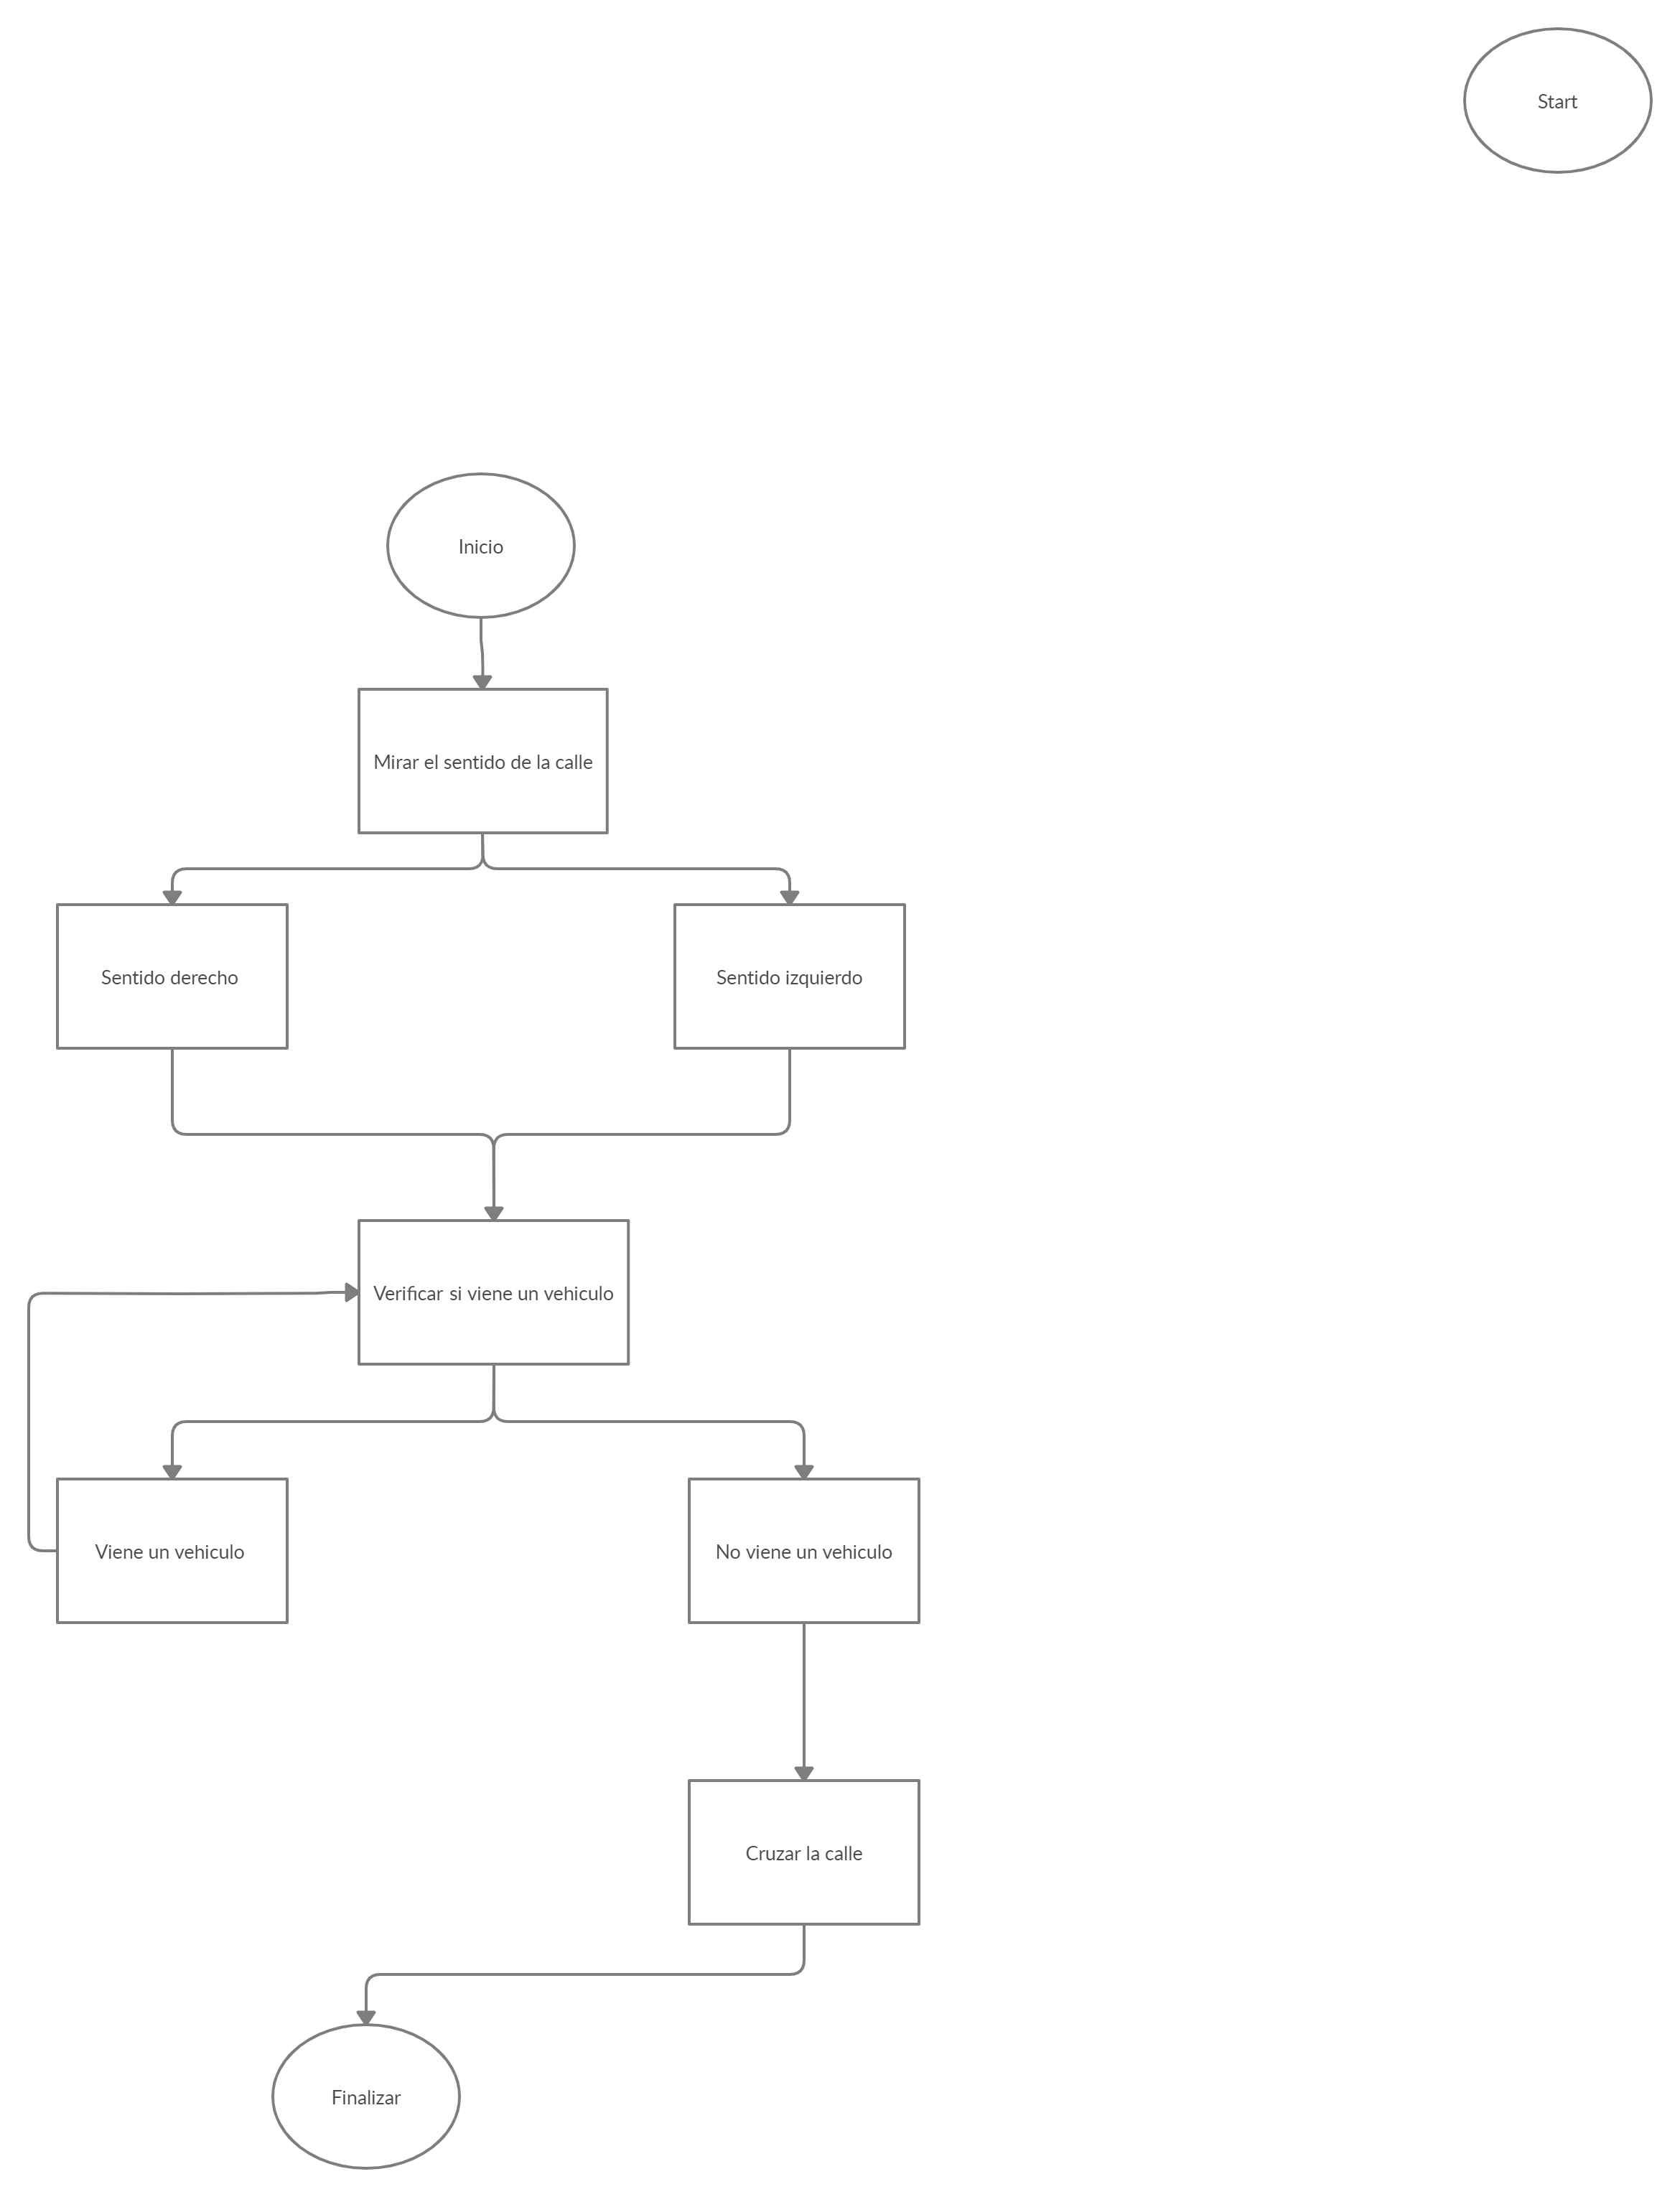 Start
Inicio
Mirar el sentido de la calle
Sentido derecho
Sentido izquierdo
Verificar si viene un vehiculo
Viene un vehiculo
No viene un vehiculo
Cruzar la calle
Finalizar